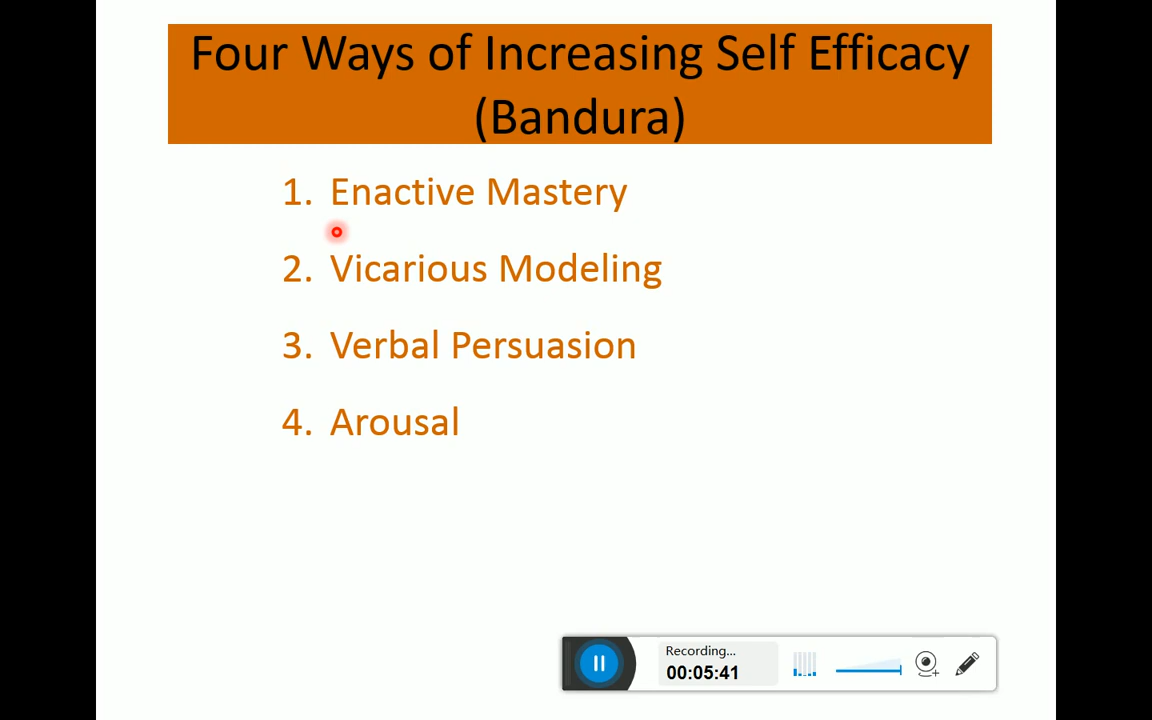 Four Ways of Increasing Self Efficacy
(Bandura)
1. Enactive Mastery
2. Vicarious Modeling
3. Verbal Persuasion
4. Arousal
Recording...
00:05:41